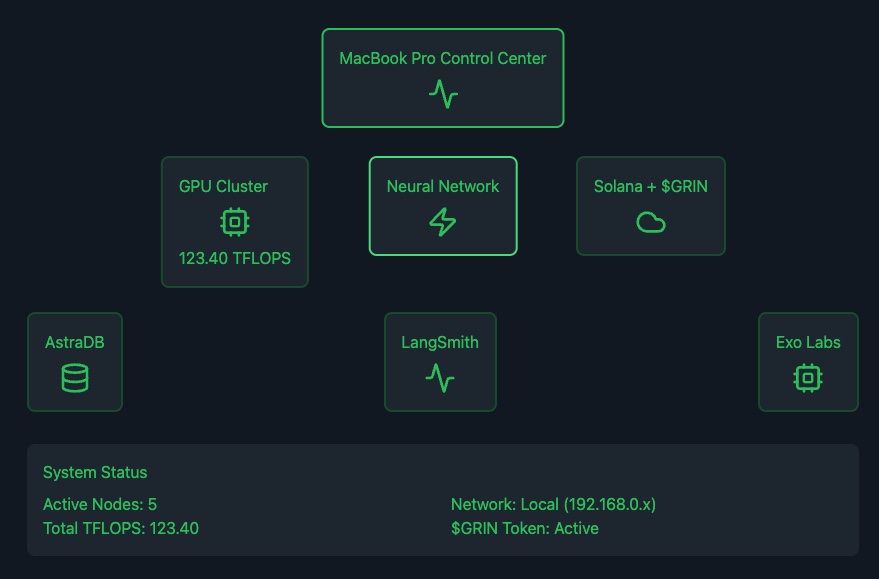 MacBook Pro Control Center
GPU Cluster
123.40 TFLOPS
Neural Network
Solana + $GRIN
AstraDB
LangSmith
Exo Labs
System Status
Active Nodes: 5
Total TFLOPS: 123.40
Network: Local (192.168.0.x)
$GRIN Token: Active